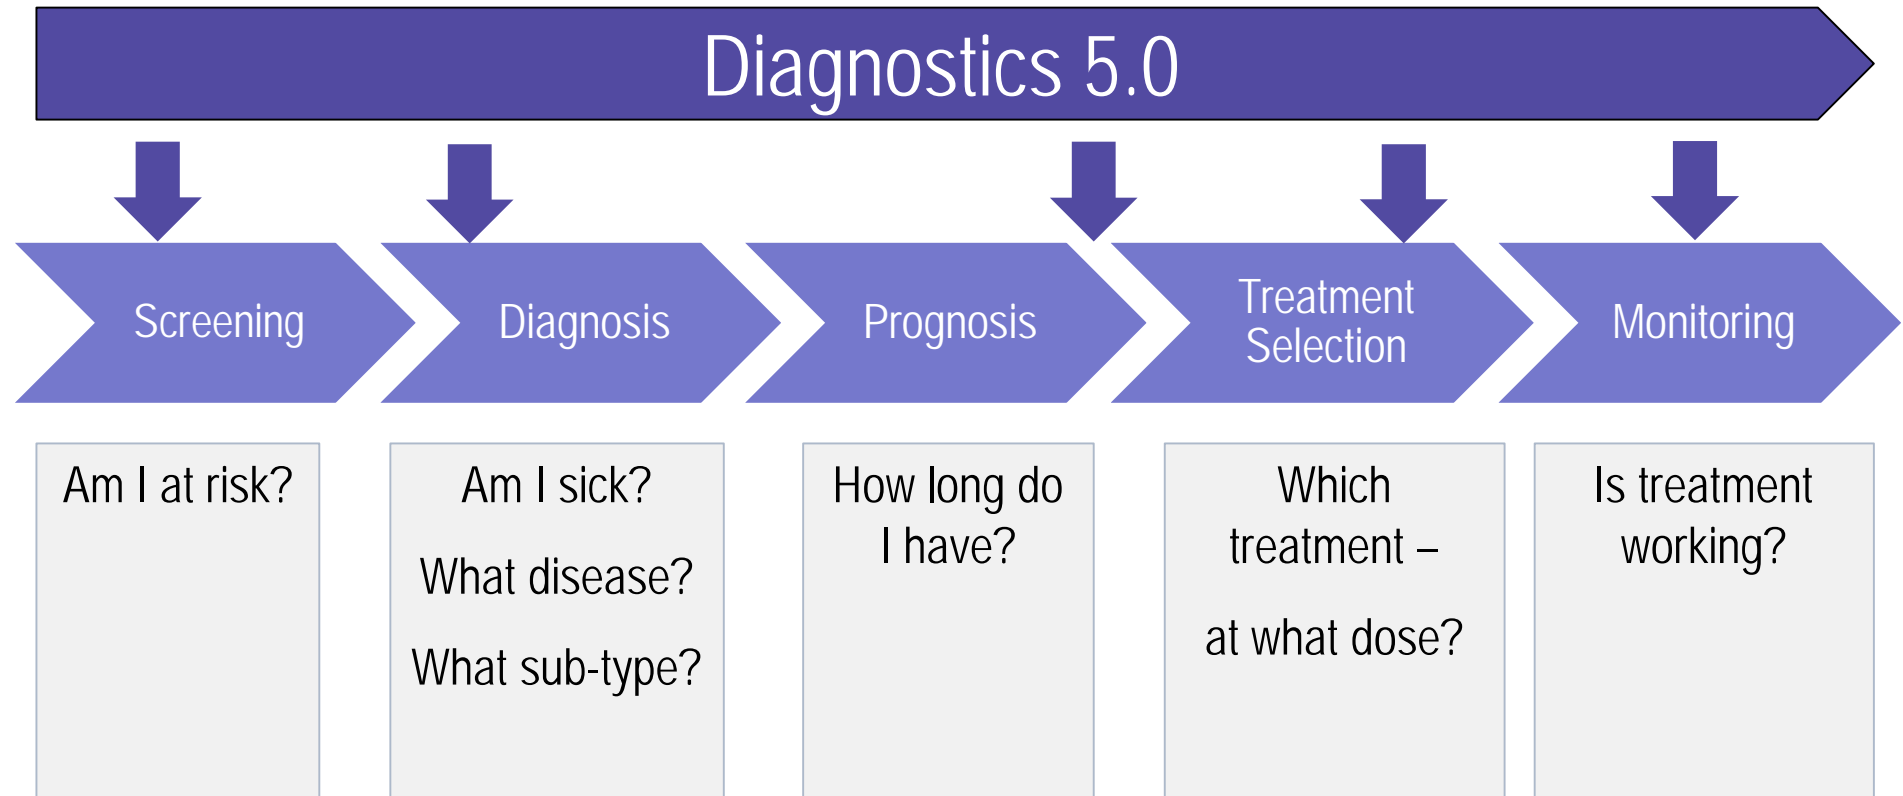 Diagnostics 5.0
Screening
Diagnosis
Prognosis
Treatment
Selection
Monitoring
Am I at risk?
Am I sick?
What disease?
What sub-type?
How long do
I have?
Which
treatment –
at what dose?
Is treatment
working?